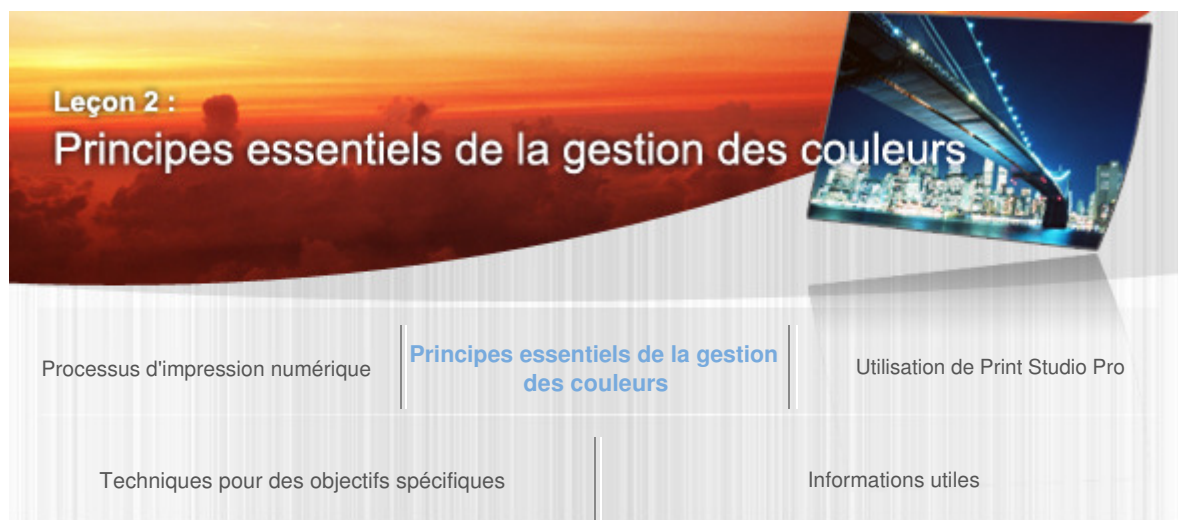 Leçon 2 :
Principes essentiels de la gestion des couleurs
Processus d'impression numérique
Principes essentiels de la gestion
des couleurs
Utilisation de Print Studio Pro
Techniques pour des objectifs spécifiques
Informations utiles